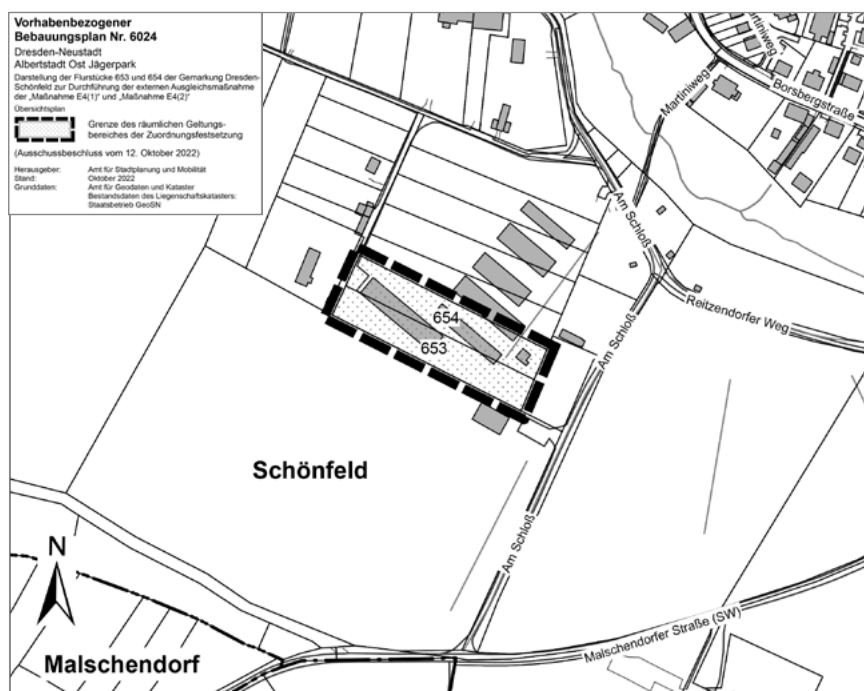 Vorhabenbezogener
Bebauungsplan Nr. 6024
Dresden-Neustadt
Albertstadt Ost Jägerpark
Darstellung der Flurstücke 653 und 654 der Gemarkung Dresden-
Schönfeld zur Durchführung der externen Ausgleichsmaßnahme
der „Maßnahme E4(1)" und „Maßnahme E4(2)"
Übersichtsplan
Grenze des räumlichen Geltungs-
bereiches der Zuordnungsfestsetzung
(Ausschussbeschluss vom 12. Oktober 2022)
Herausgeber: Amt für Stadtplanung und Mobilität
Stand: Oktober 2022
Grunddaten: Amt für Geodaten und Kataster
Bestandsdaten des Liegenschaftskatasters:
Staatsbetrieb GeoSN
Martiniweg
Martiniweg
Borsbergstraße
Am Schloß
Reitzendorfer Weg
Am Schloß
654
653
Schönfeld
Am Schloß
N
Malschendorfer Straße (SW)
Malschendorf